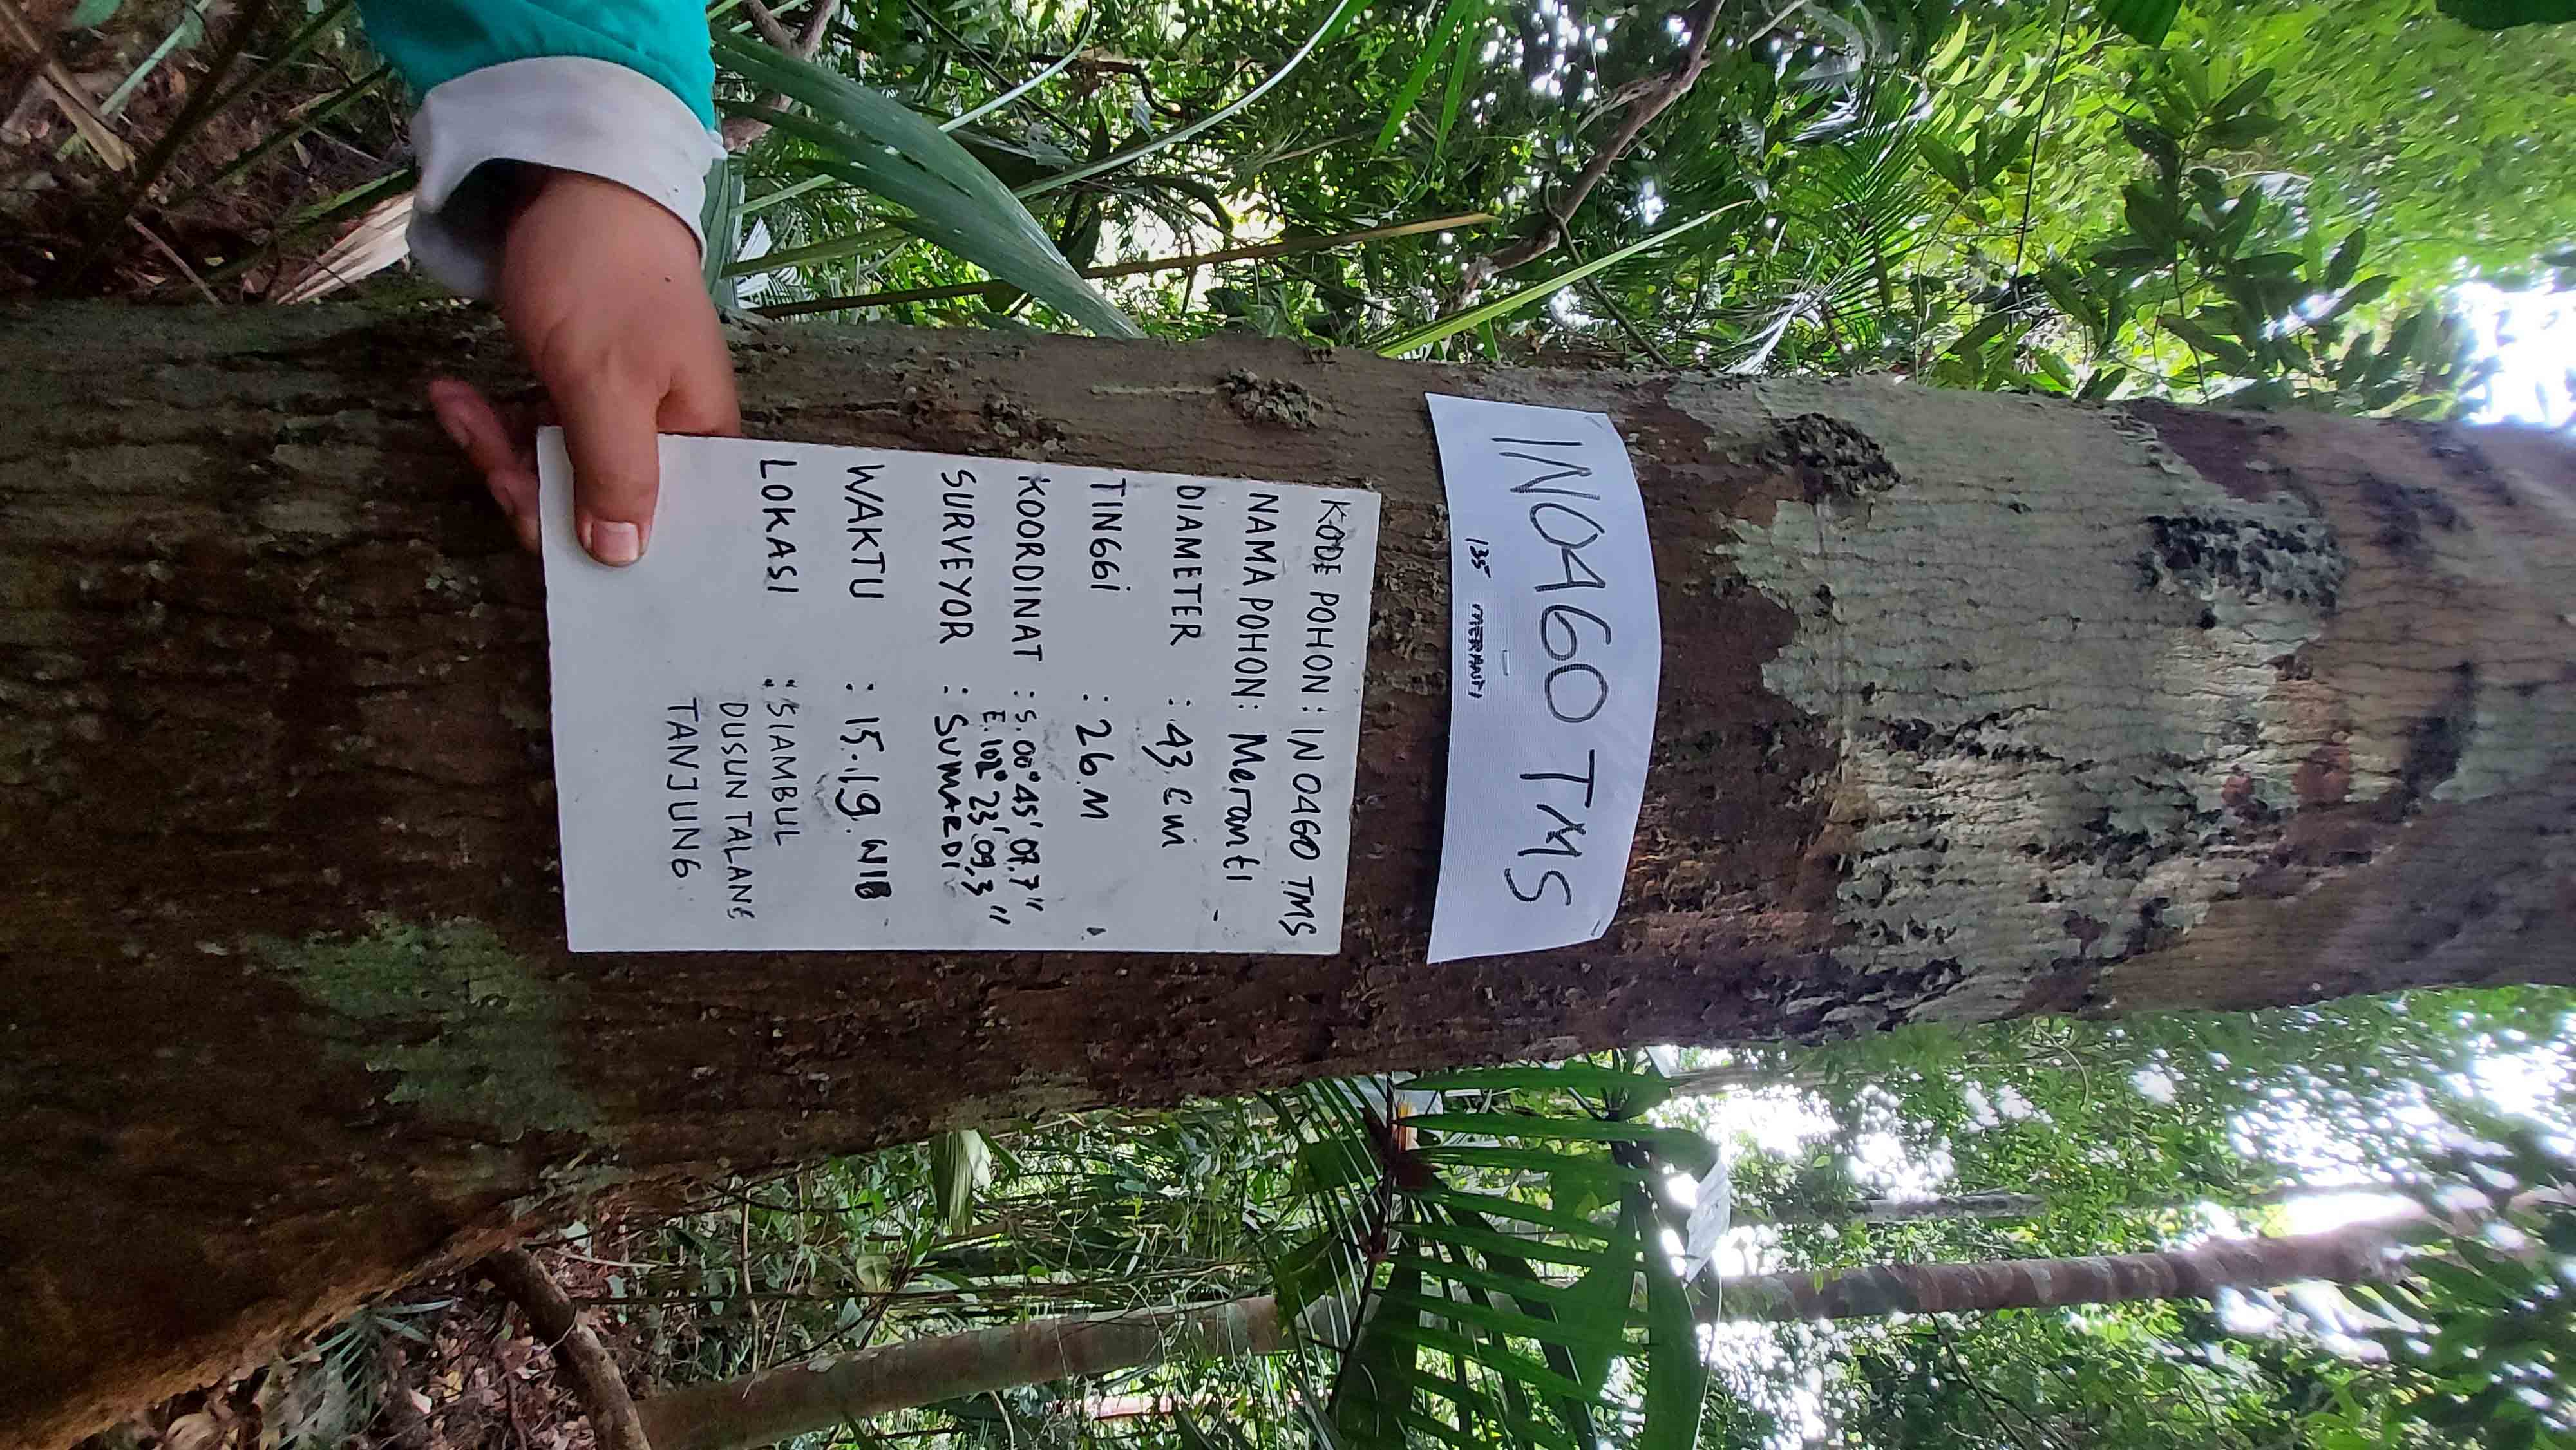 IN0460 TMS
135 MERANTI
KODE POHON : IN 0460 TMS
NAMA POHON : Meranti
DIAMETER : 43 Cm
TINGGi : 26 M
KOORDINAT : S. 00° 45' 07,7"
E. 102° 23' 09,3"
SURVEYOR : SUMARDI
WAKTU : 15.19. WIB
LOKASI : SIAMBUL
DUSUN TALANG
TANJUNG